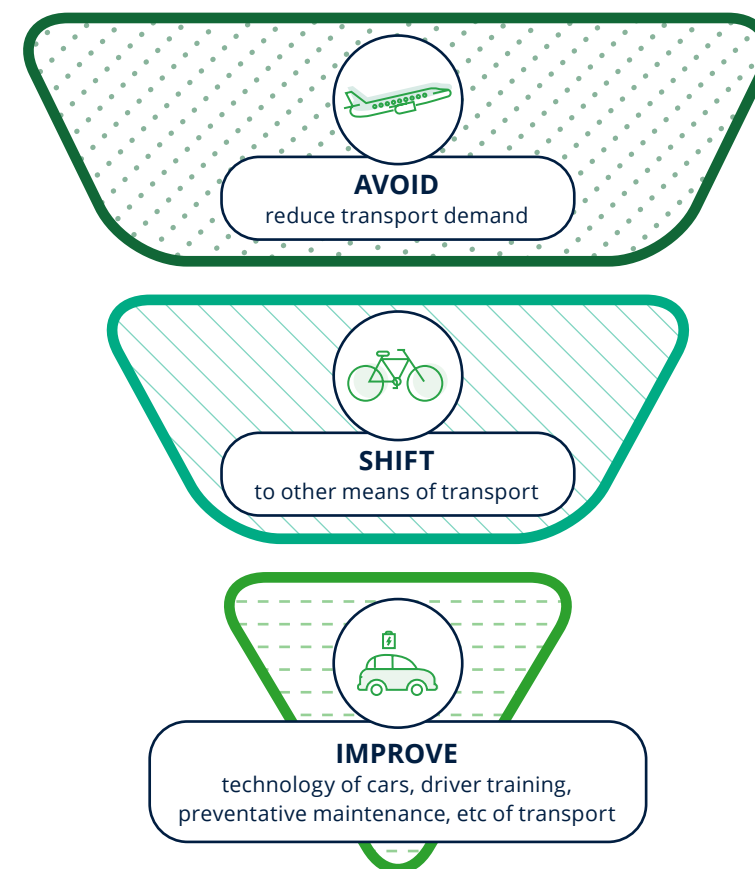 AVOID
reduce transport demand
SHIFT
to other means of transport
IMPROVE
technology of cars, driver training,
preventative maintenance, etc of transport